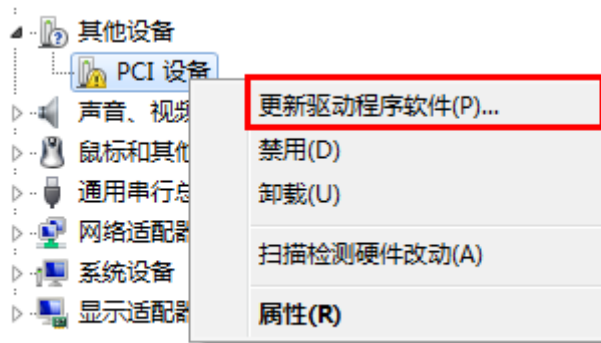 其他设备
PCI 设备
更新驱动程序软件(P)...
声音、视频
禁用(D)
鼠标和其他
卸载(U)
通用串行总
网络适配器
扫描检测硬件改动(A)
系统设备
显示适配器
属性(R)